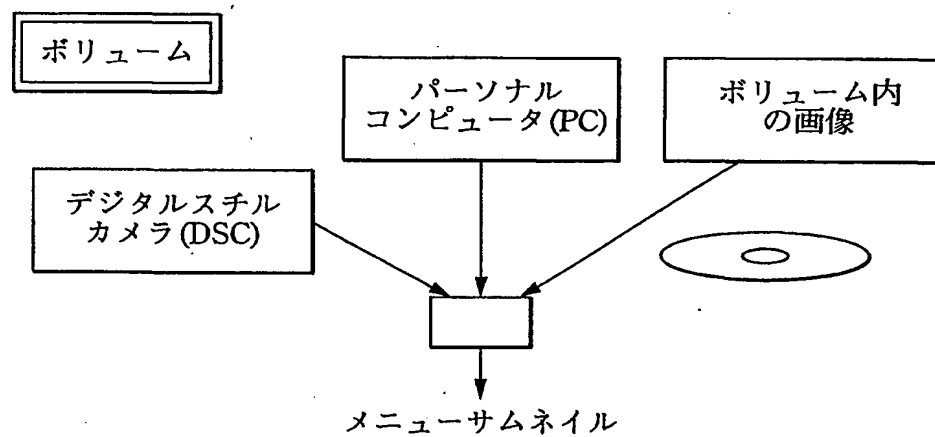 ボリューム
パーソナル
コンピュータ(PC)
ボリューム内
の画像
デジタルスチル
カメラ(DSC)
メニューサムネイル